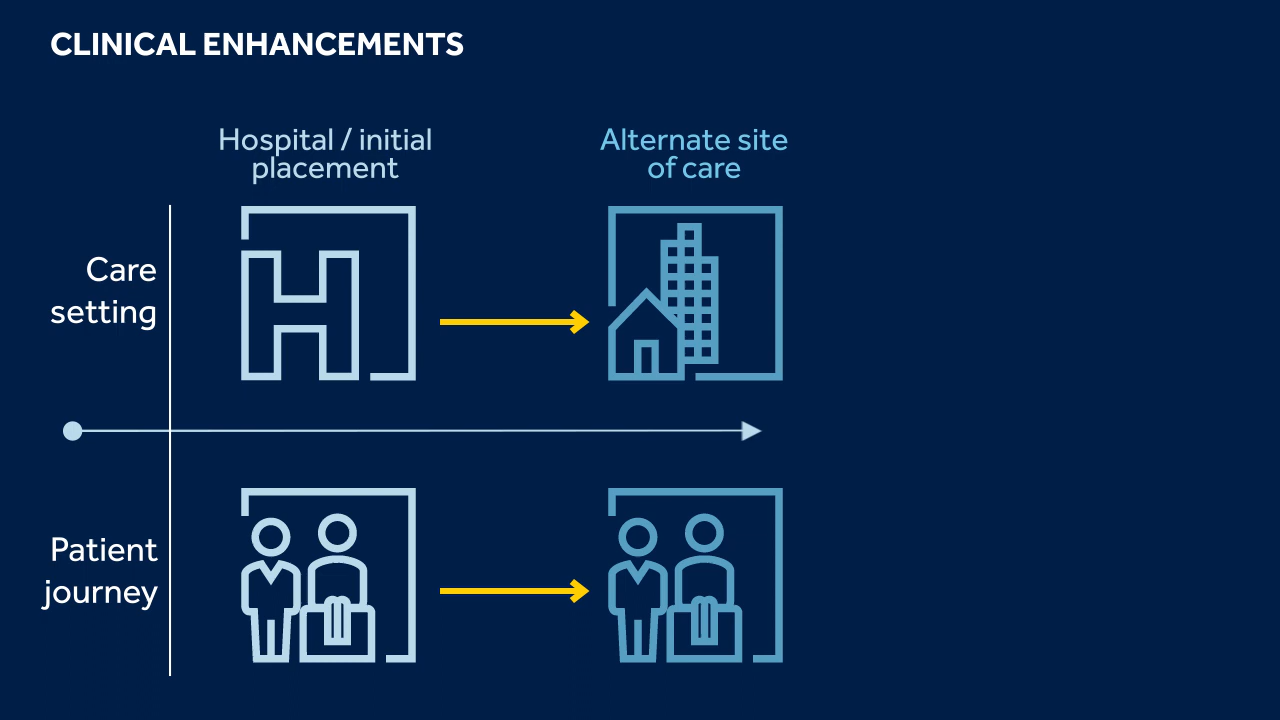 CLINICAL ENHANCEMENTS
Hospital / initial
placement
Alternate site
of care
Care
setting
Patient
journey